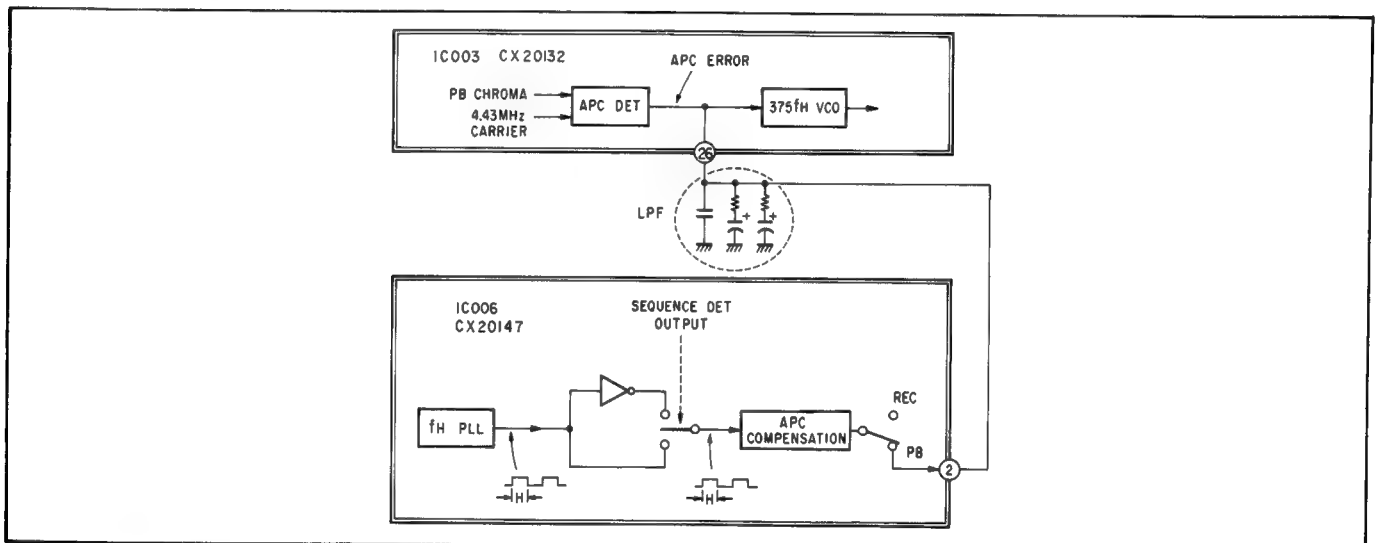 IC003 CX20132
APC ERROR
PB CHROMA
4.43MHz
CARRIER
APC DET
375fH VCO
26
LPF
+
+
IC006
CX20147
SEQUENCE DET
OUTPUT
fH PLL
H
H
APC
COMPENSATION
REC
PB
2